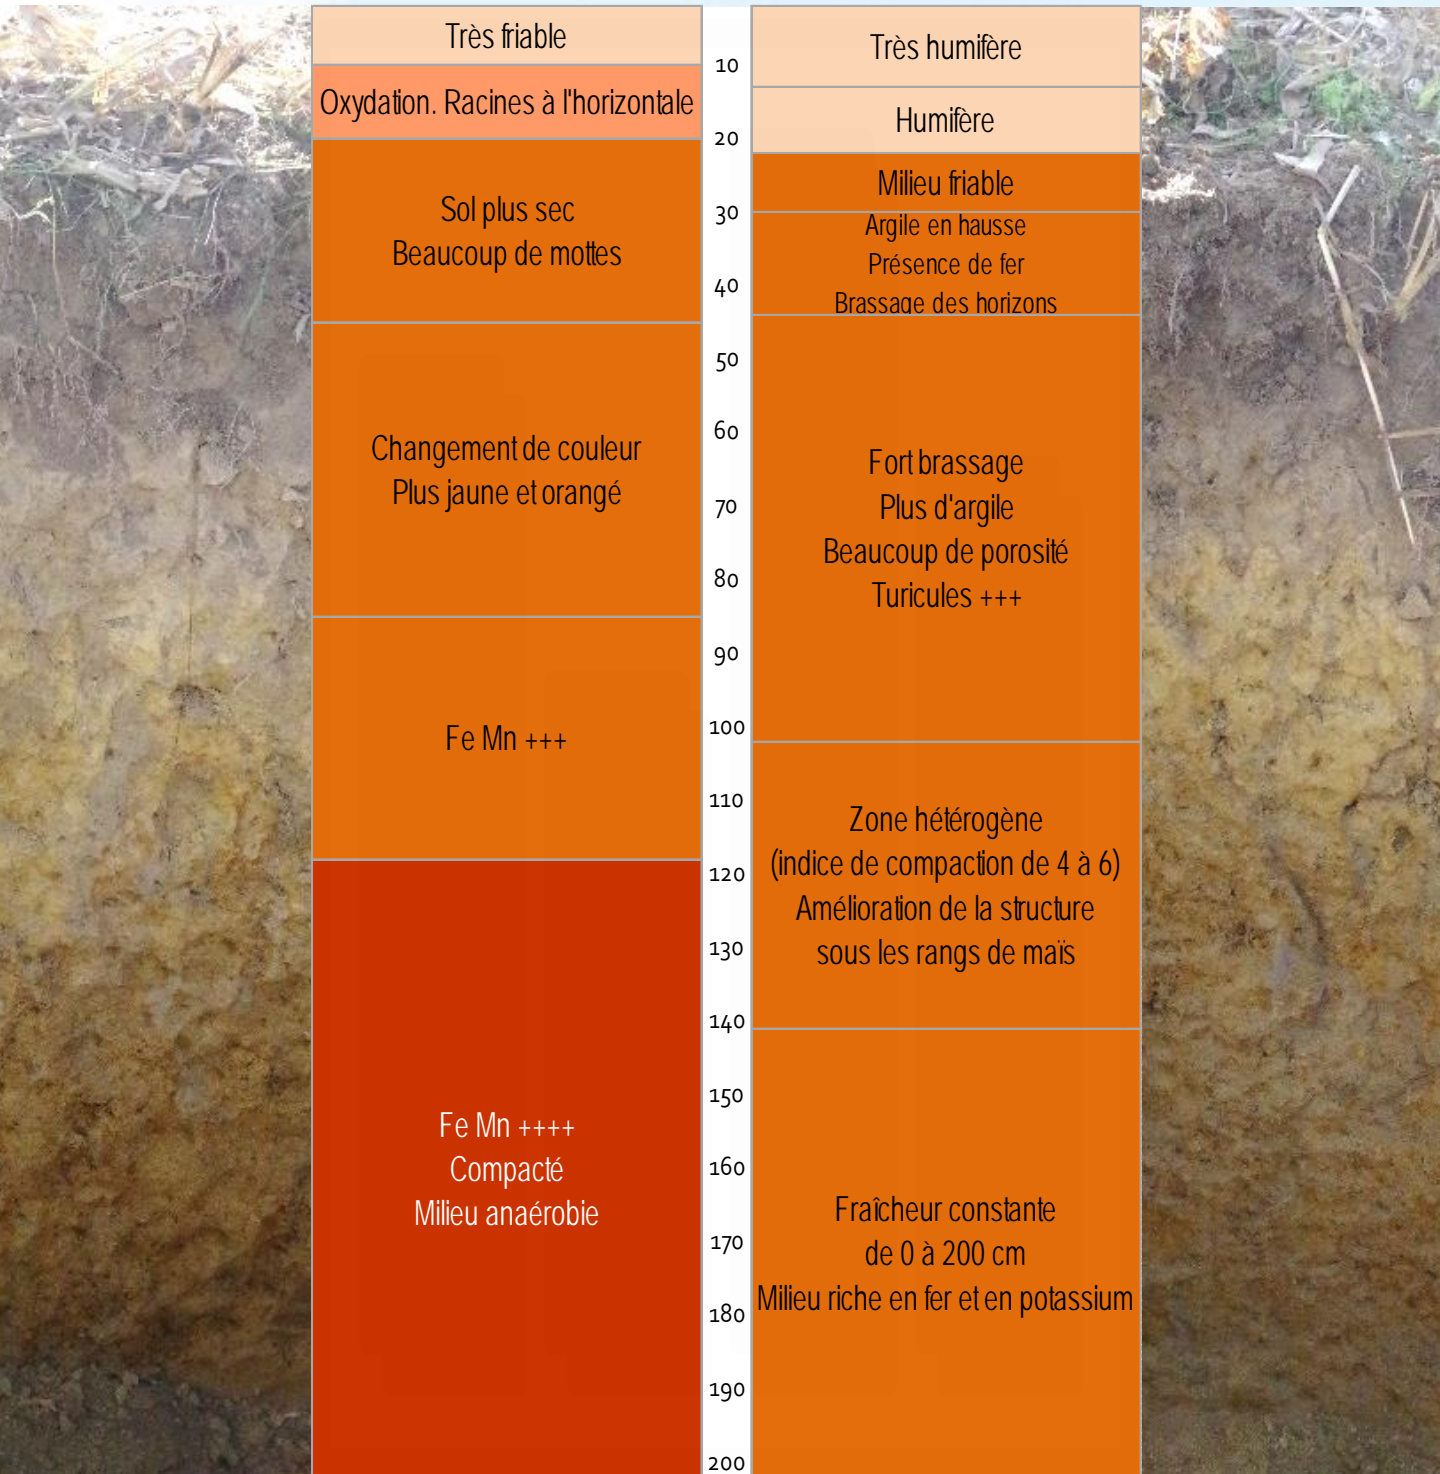 Très friable
Oxydation. Racines à l'horizontale
Sol plus sec
Beaucoup de mottes
Changement de couleur
Plus jaune et orangé
Fe Mn +++
Fe Mn ++++
Compacté
Milieu anaérobie
10
20
30
40
50
60
70
80
90
100
110
120
130
140
150
160
170
180
190
200
Très humifère
Humifère
Milieu friable
Argile en hausse
Présence de fer
Brassage des horizons
Fort brassage
Plus d'argile
Beaucoup de porosité
Turicules +++
Zone hétérogène
(indice de compaction de 4 à 6)
Amélioration de la structure
sous les rangs de maïs
Fraîcheur constante
de 0 à 200 cm
Milieu riche en fer et en potassium